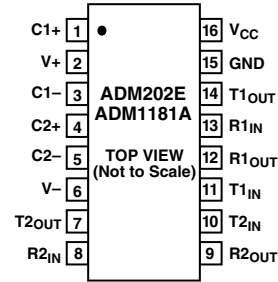 C1+ 1 16 VCC
V+ 2 15 GND
C1– 3 ADM202E 14 T1OUT
C2+ 4 ADM1181A 13 R1IN
C2– 5 TOP VIEW 12 R1OUT
V– 6 (Not to Scale) 11 T1IN
T2OUT 7 10 T2IN
R2IN 8 9 R2OUT